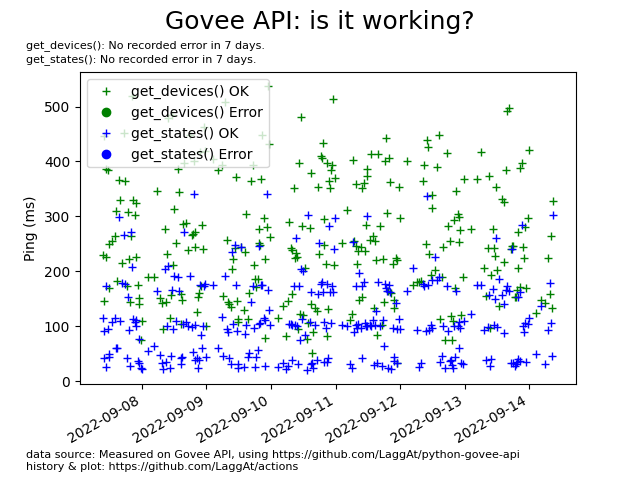 Govee API: is it working?
get_devices(): No recorded error in 7 days.
get_states(): No recorded error in 7 days.
get_devices() OK
get_devices() Error
get_states() OK
get_states() Error
500
400
300
200
100
0
Ping (ms)
2022-09-08
2022-09-09
2022-09-10
2022-09-11
2022-09-12
2022-09-13
2022-09-14
data source: Measured on Govee API, using https://github.com/LaggAt/python-govee-api
history & plot: https://github.com/LaggAt/actions